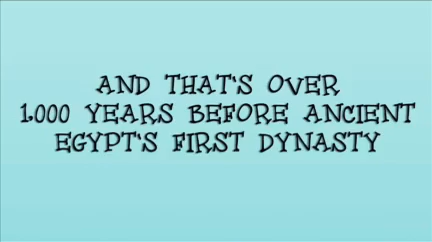 AND THAT'S OVER
1,000 YEARS BEFORE ANCIENT
EGYPT'S FIRST DYNASTY